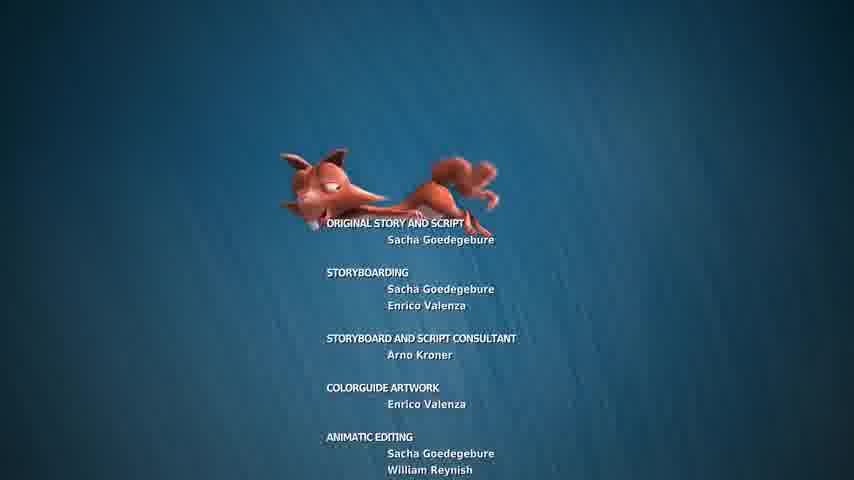 ORIGINAL STORY AND SCRIPT
Sacha Goedegebure
STORYBOARDING
Sacha Goedegebure
Enrico Valenza
STORYBOARD AND SCRIPT CONSULTANT
Arno Kroner
COLORGUIDE ARTWORK
Enrico Valenza
ANIMATIC EDITING
Sacha Goedegebure
William Reynish